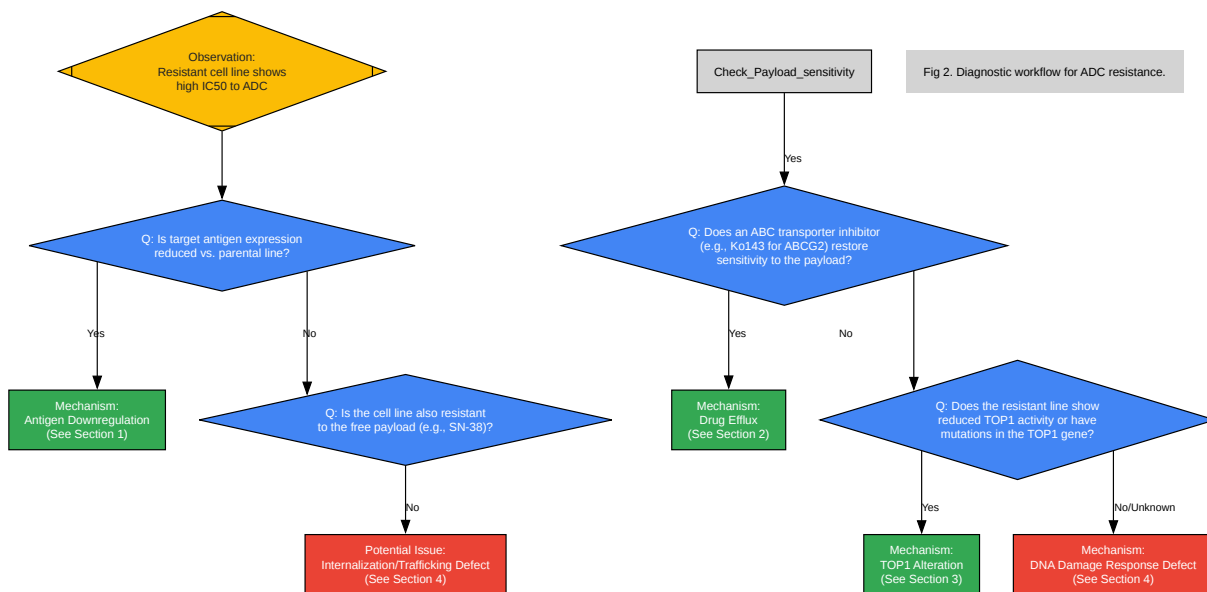 Observation:
Resistant cell line shows
high IC50 to ADC
Check_Payload_sensitivity
Fig 2. Diagnostic workflow for ADC resistance.
Yes
Q: Is target antigen expression
reduced vs. parental line?
Q: Does an ABC transporter inhibitor
(e.g., Ko143 for ABCG2) restore
sensitivity to the payload?
Yes
No
Yes
No
Mechanism:
Antigen Downregulation
(See Section 1)
Q: Is the cell line also resistant
to the free payload (e.g., SN-38)?
Mechanism:
Drug Efflux
(See Section 2)
Q: Does the resistant line show
reduced TOP1 activity or have
mutations in the TOP1 gene?
No
Yes
No/Unknown
Potential Issue:
Internalization/Trafficking Defect
(See Section 4)
Mechanism:
TOP1 Alteration
(See Section 3)
Mechanism:
DNA Damage Response Defect
(See Section 4)